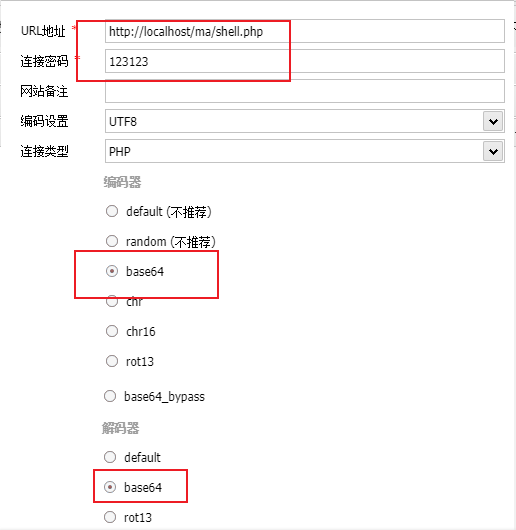 URL地址 * http://localhost/ma/shell.php
连接密码 * 123123
网站备注
编码设置 UTF8
连接类型 PHP
编码器
default (不推荐)
random (不推荐)
base64
chr
chr16
rot13
base64_bypass
解码器
default
base64
rot13